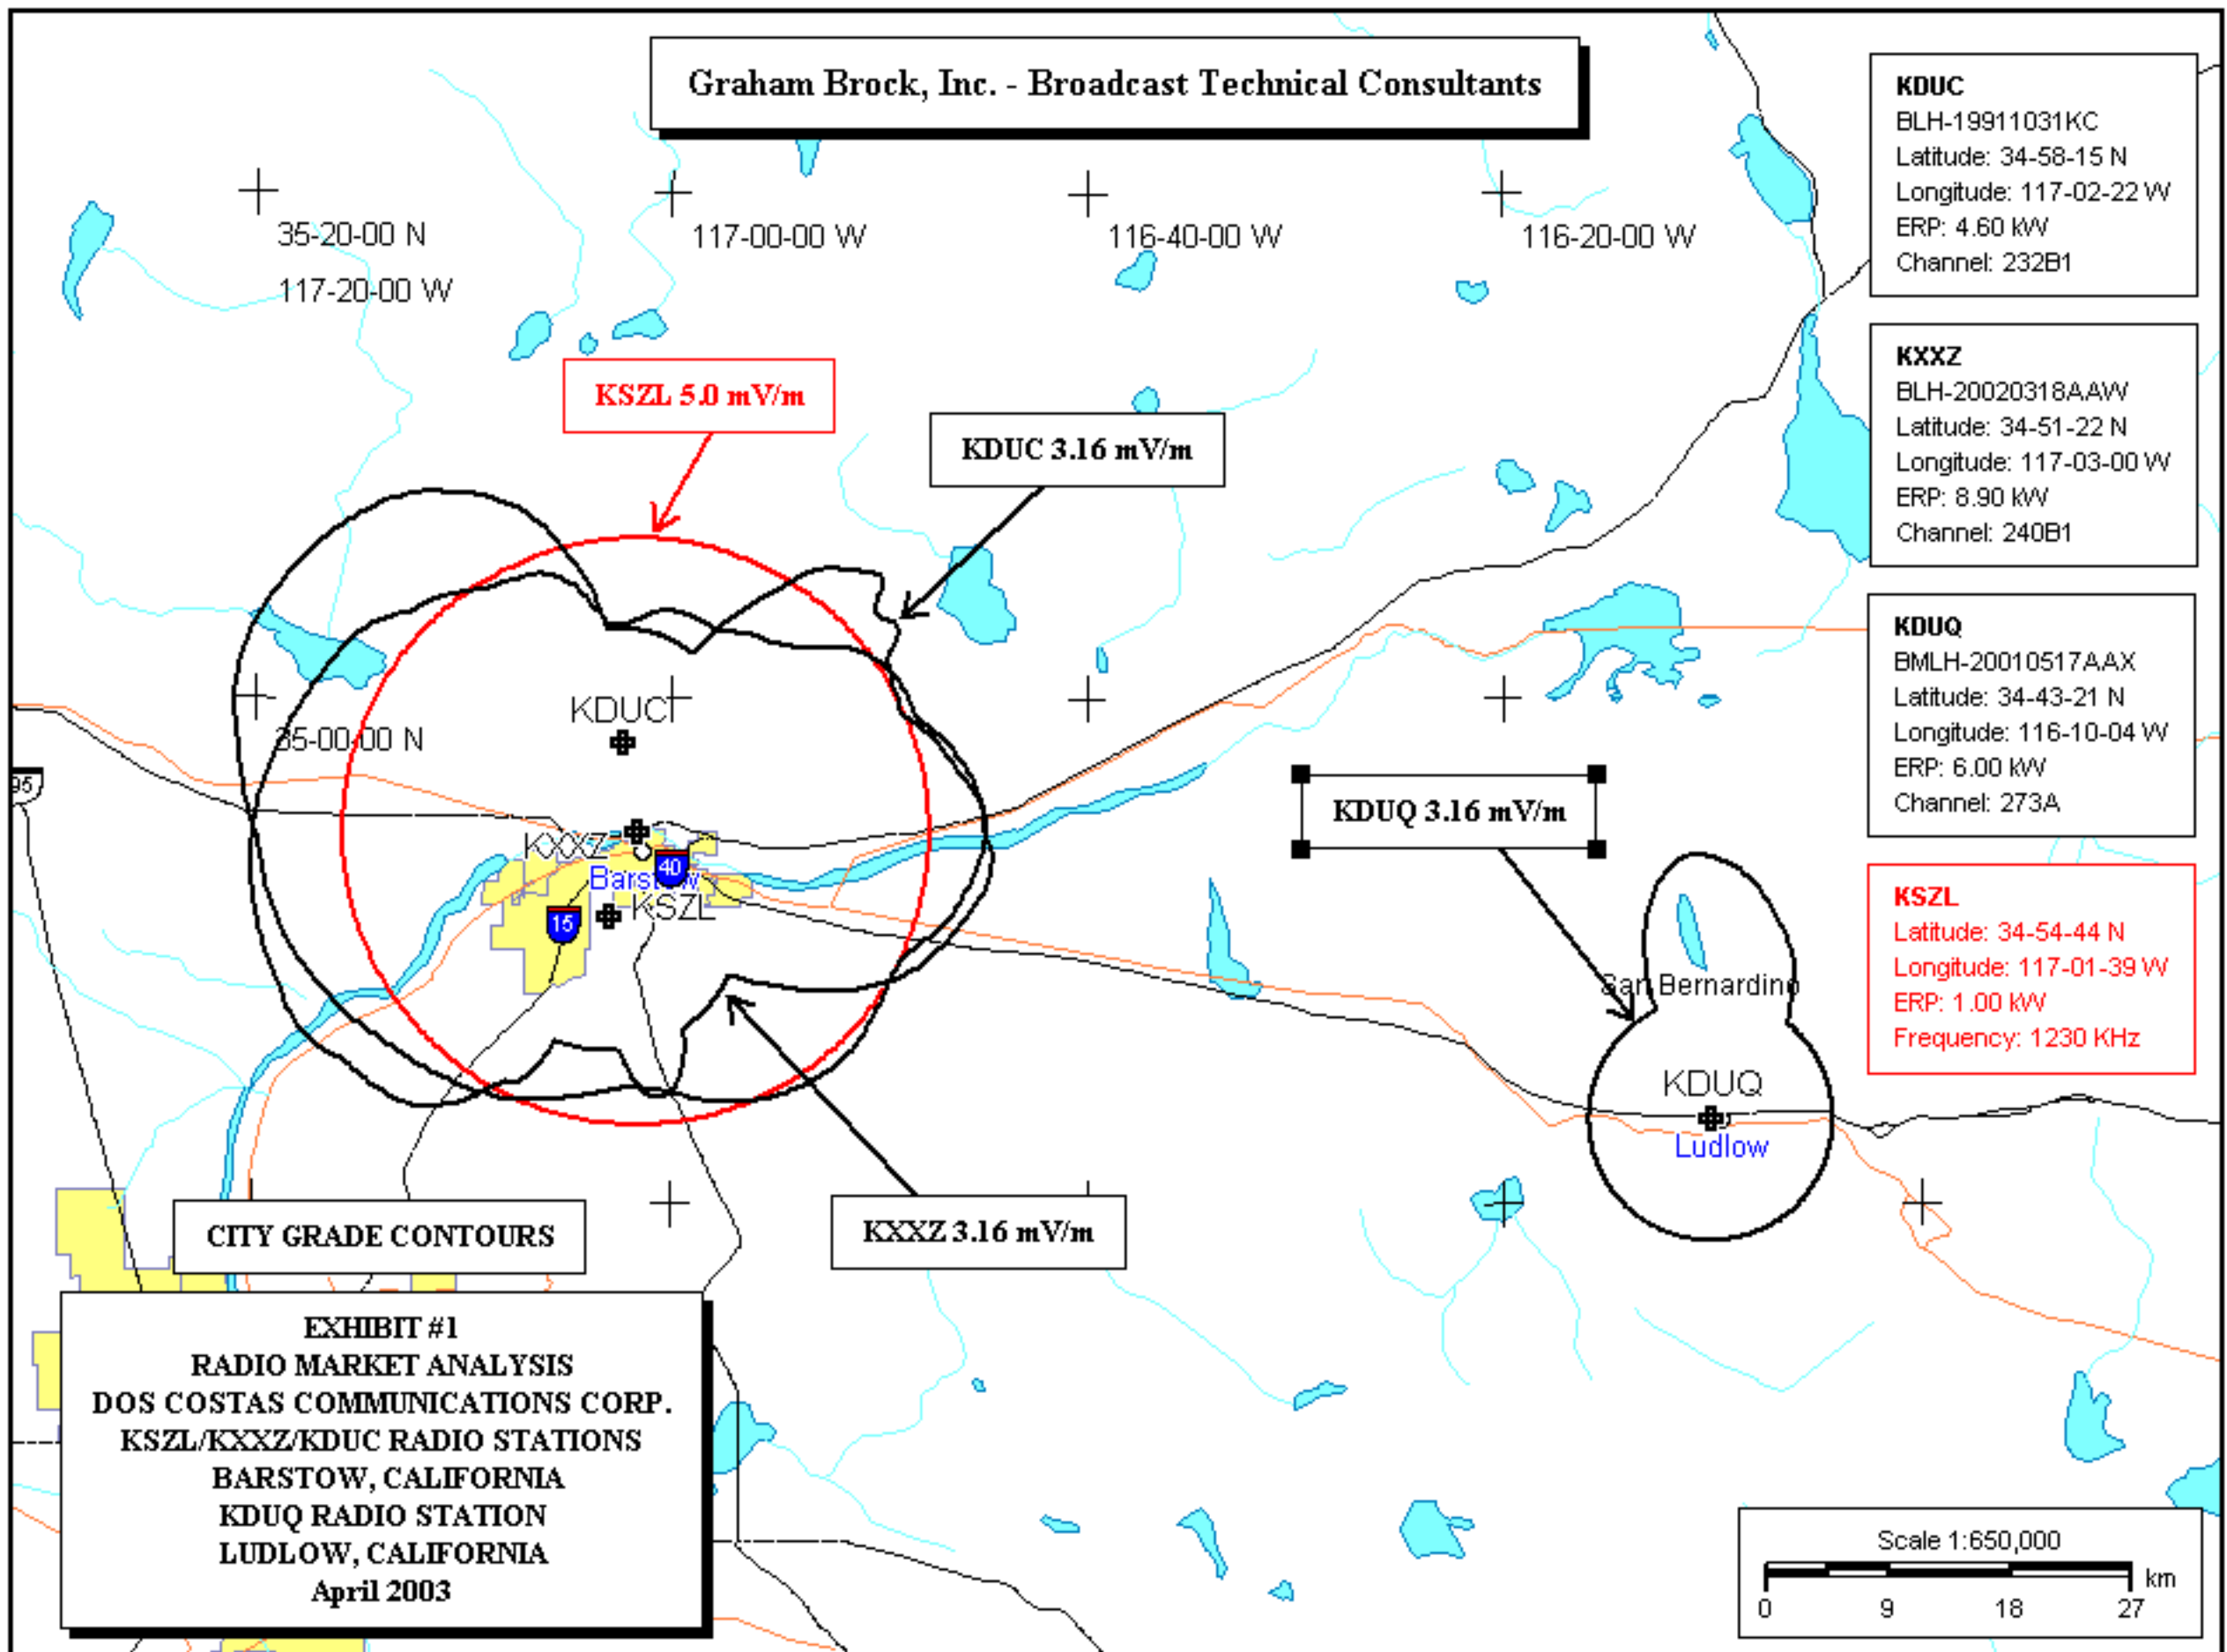 Graham Brock, Inc. - Broadcast Technical Consultants
KDUC
BLH-19911031KC
Latitude: 34-58-15 N
Longitude: 117-02-22 W
ERP: 4.60 kW
Channel: 232B1
35-20-00 N
117-20-00 W
117-00-00 W
116-40-00 W
116-20-00 W
KXXZ
BLH-20020318AAW
Latitude: 34-51-22 N
Longitude: 117-03-00 W
ERP: 8.90 kW
Channel: 240B1
KSZL 5.0 mV/m
KDUC 3.16 mV/m
KDUQ
BMLH-20010517AAX
Latitude: 34-43-21 N
Longitude: 116-10-04 W
ERP: 6.00 kW
Channel: 273A
KDUC
35-00-00 N
95
KDUQ 3.16 mV/m
KXXZ
40
Barstow
KSZL
15
KSZL
Latitude: 34-54-44 N
Longitude: 117-01-39 W
ERP: 1.00 kW
Frequency: 1230 KHz
San Bernardino
KDUQ
Ludlow
CITY GRADE CONTOURS
KXXZ 3.16 mV/m
EXHIBIT #1
RADIO MARKET ANALYSIS
DOS COSTAS COMMUNICATIONS CORP.
KSZL/KXXZ/KDUC RADIO STATIONS
BARSTOW, CALIFORNIA
KDUQ RADIO STATION
LUDLOW, CALIFORNIA
April 2003
Scale 1:650,000
km
0 9 18 27